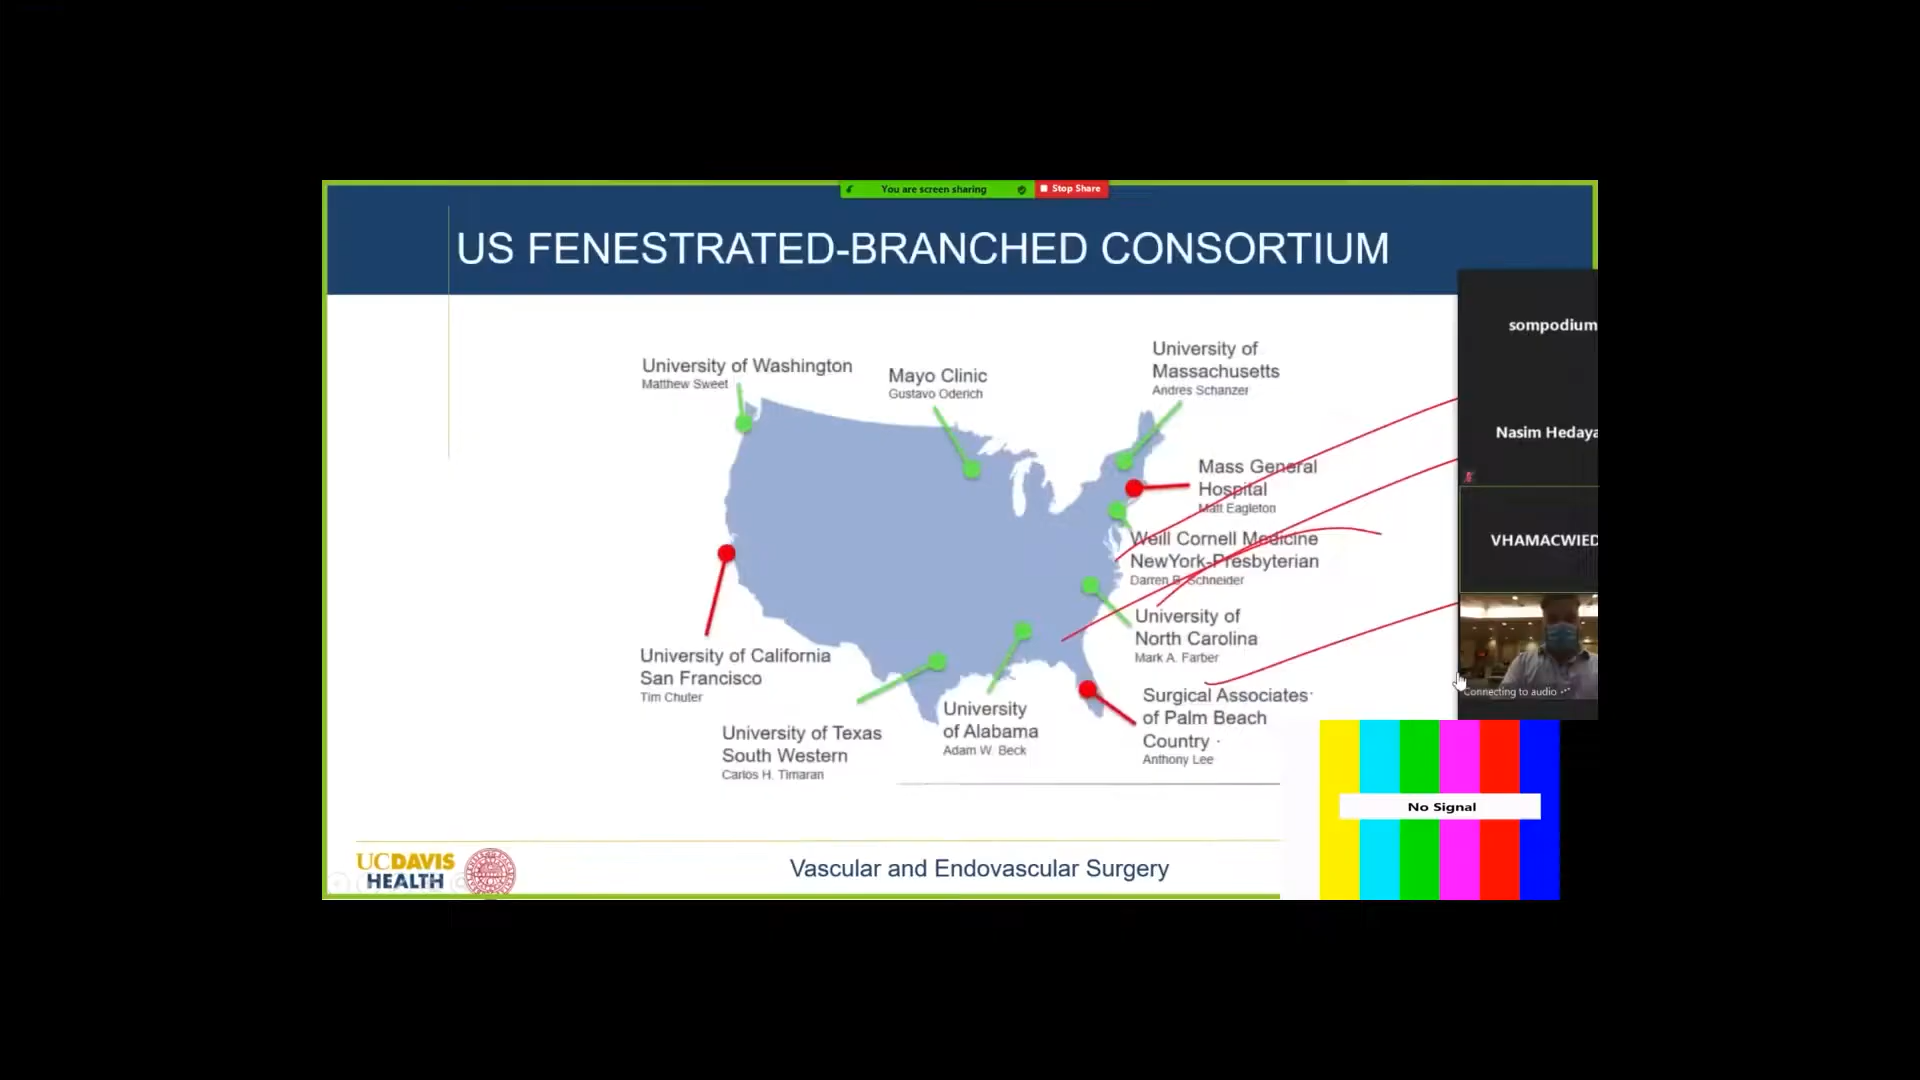 You are screen sharing
Stop Share
US FENESTRATED-BRANCHED CONSORTIUM
University of Washington
Matthew Sweet
Mayo Clinic
Gustavo Oderich
University of
Massachusetts
Andres Schanzer
Mass General
Hospital
Matt Eagleton
Weill Cornell Medicine
NewYork-Presbyterian
Darren B. Schneider
University of
North Carolina
Mark A. Farber
Surgical Associates
of Palm Beach
Country
Anthony Lee
University
of Alabama
Adam W. Beck
University of Texas
South Western
Carlos H. Timaran
University of California
San Francisco
Tim Chuter
sompodium
Nasim Hedaya
VHAMACWIED
Connecting to audio ···
No Signal
UCDAVIS
HEALTH
Vascular and Endovascular Surgery